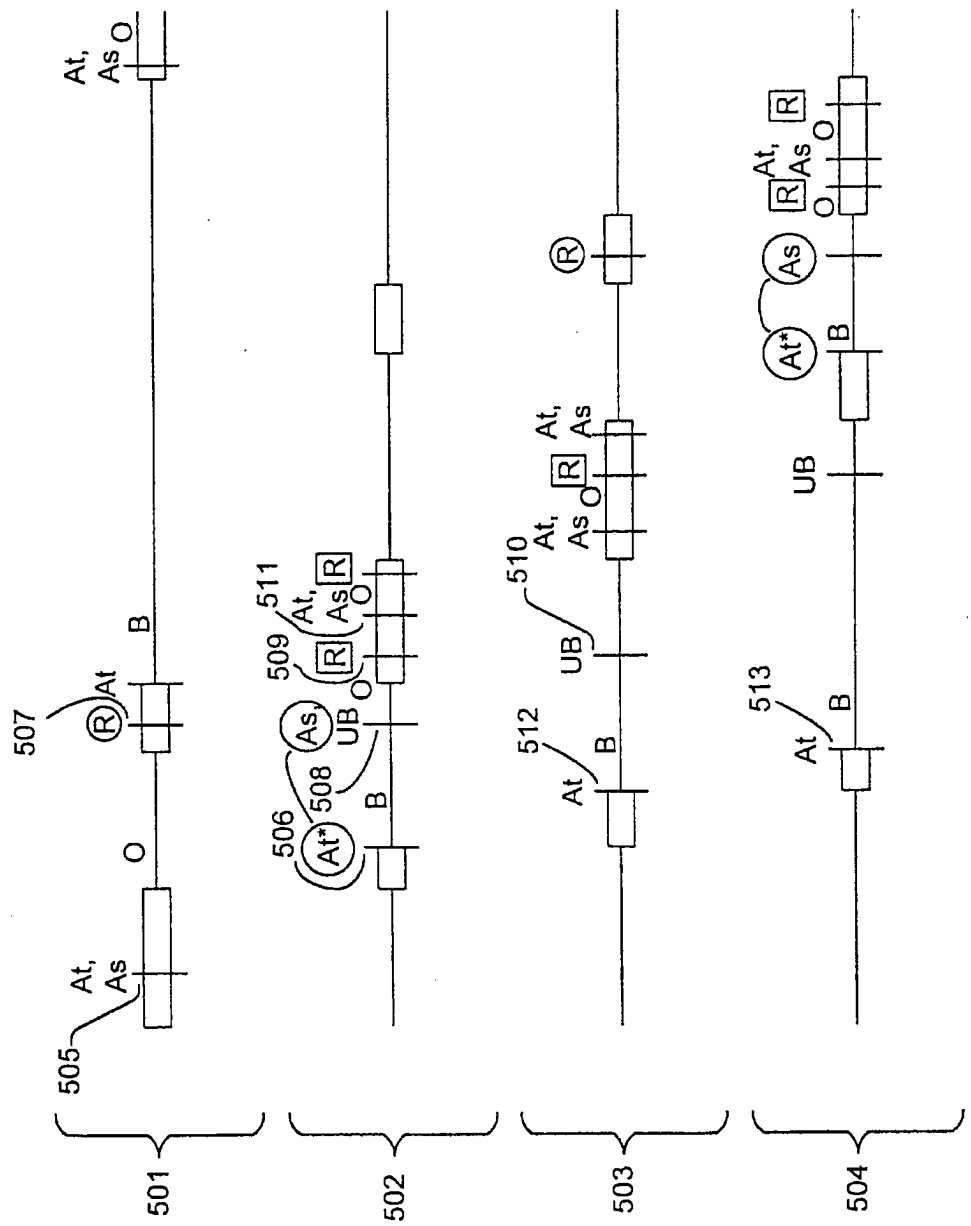 501
505
At,
As
O
507
R At
B
At,
As O
502
506
At*
B
508
As,
UB
O
509
R
511
At,
As R
O
503
512
At
B
510
UB
At,
As
O
R
At,
As
R
504
513
At
B
UB
At*
B
As
O
R
At,
As
O
R